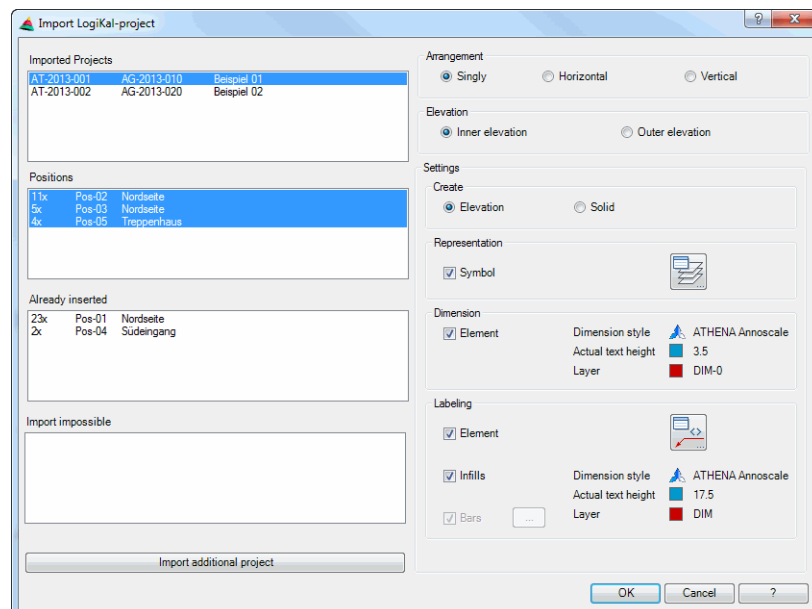 Import LogiKal-project
Imported Projects
AT-2013-001 AG-2013-010 Beispiel 01
AT-2013-002 AG-2013-020 Beispiel 02
Positions
11x Pos-02 Nordseite
5x Pos-03 Nordseite
4x Pos-05 Treppenhaus
Already inserted
23x Pos-01 Nordseite
2x Pos-04 Südeingang
Import impossible
Import additional project
Arrangement
Singly Horizontal Vertical
Elevation
Inner elevation Outer elevation
Settings
Create
Elevation Solid
Representation
Symbol ...
Dimension
Element Dimension style ATHENA Annoscale
Actual text height 3.5
Layer DIM-0
Labeling
Element <> ...
Infills Dimension style ATHENA Annoscale
Actual text height 17.5
Bars ... Layer DIM
OK Cancel ?